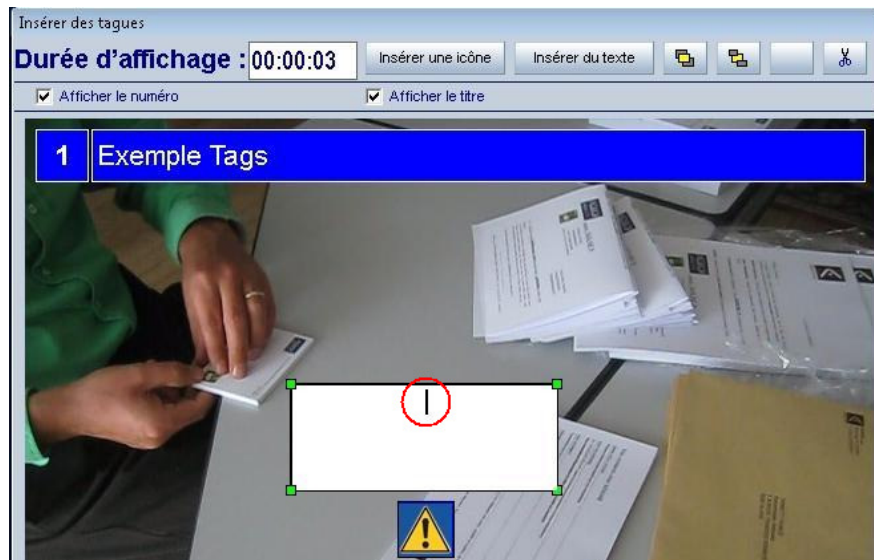 Insérer des tagues
Durée d'affichage : 00:00:03 Insérer une icône Insérer du texte
Afficher le numéro Afficher le titre
1 Exemple Tags